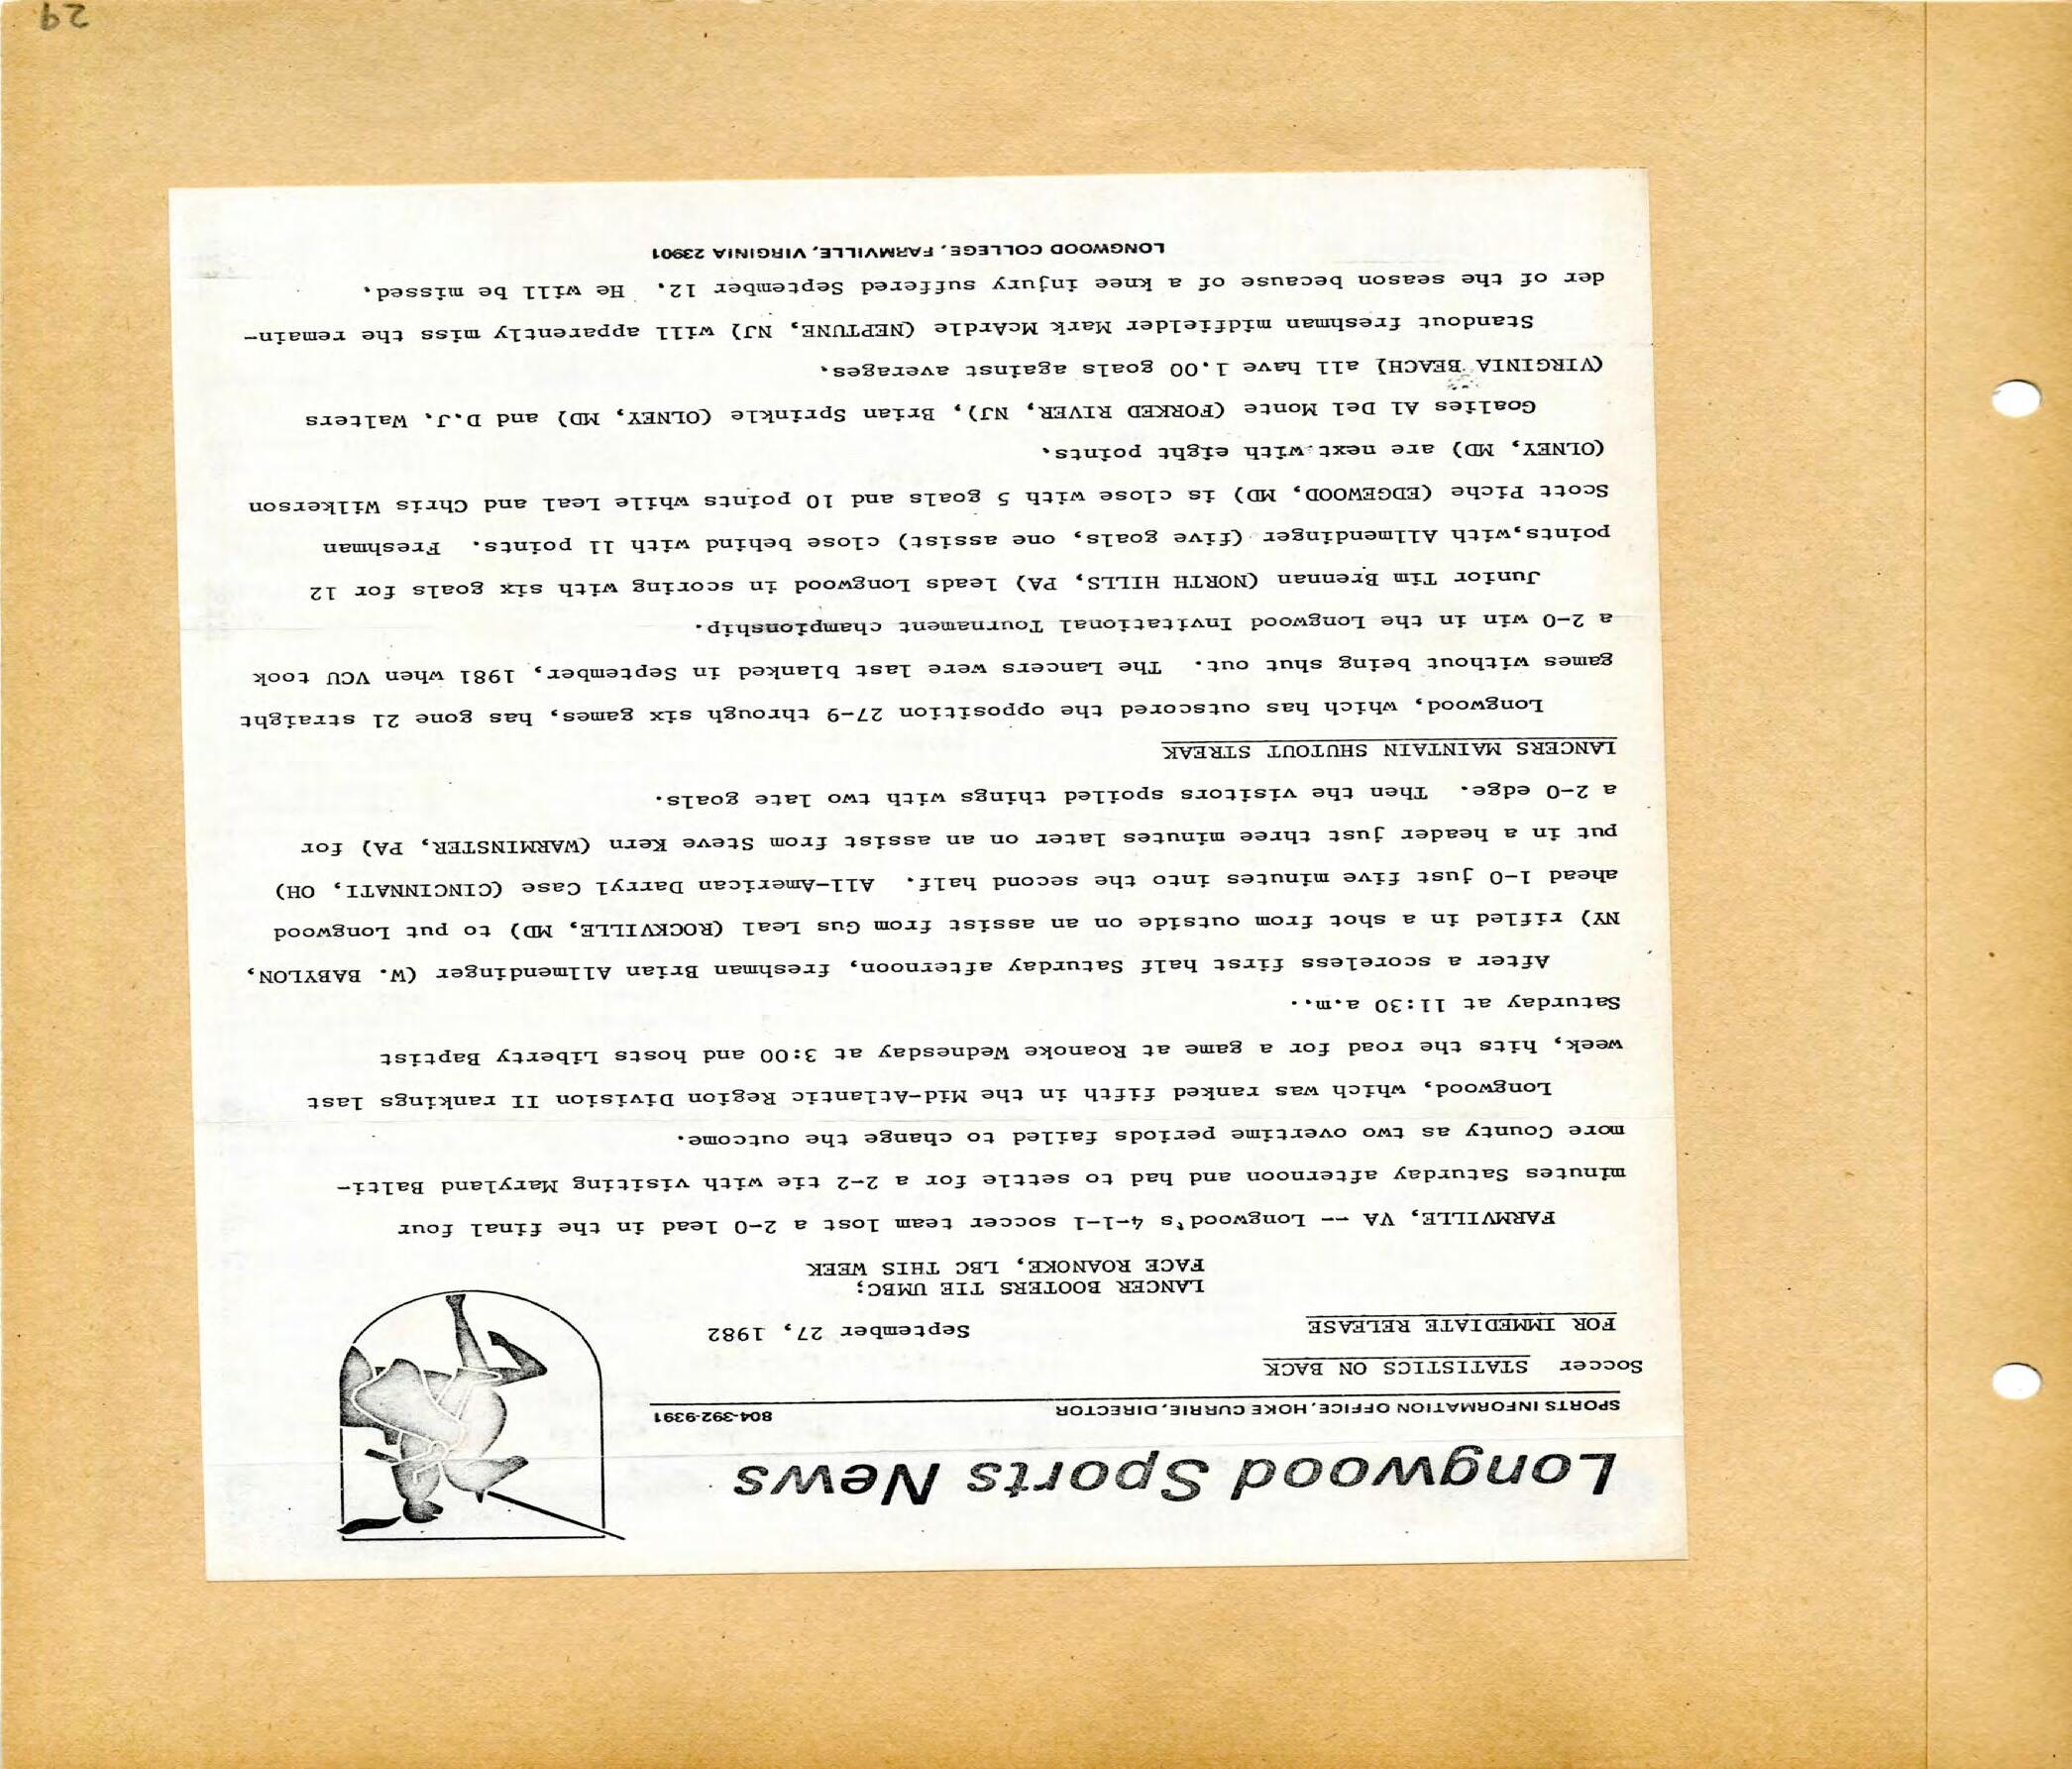 Longwood Sports News
SPORTS INFORMATION OFFICE, HOKE CURRIE, DIRECTOR 804-392-9391
Soccer STATISTICS ON BACK
FOR IMMEDIATE RELEASE September 27, 1982
LANCER BOOTERS TIE UMBC;
FACE ROANOKE, LBC THIS WEEK
FARMVILLE, VA -- Longwood's 4-1-1 soccer team lost a 2-0 lead in the final four
minutes Saturday afternoon and had to settle for a 2-2 tie with visiting Maryland Balti-
more County as two overtime periods failed to change the outcome.
Longwood, which was ranked fifth in the Mid-Atlantic Region Division II rankings last
week, hits the road for a game at Roanoke Wednesday at 3:00 and hosts Liberty Baptist
Saturday at 11:30 a.m..
After a scoreless first half Saturday afternoon, freshman Brian Allmendinger (W. BABYLON,
NY) rifled in a shot from outside on an assist from Gus Leal (ROCKVILLE, MD) to put Longwood
ahead 1-0 just five minutes into the second half. All-American Darryl Case (CINCINNATI, OH)
put in a header just three minutes later on an assist from Steve Kern (WARMINSTER, PA) for
a 2-0 edge. Then the visitors spoiled things with two late goals.
LANCERS MAINTAIN SHUTOUT STREAK
Longwood, which has outscored the opposition 27-9 through six games, has gone 21 straight
games without being shut out. The Lancers were last blanked in September, 1981 when VCU took
a 2-0 win in the Longwood Invitational Tournament championship.
Junior Tim Brennan (NORTH HILLS, PA) leads Longwood in scoring with six goals for 12
points,with Allmendinger (five goals, one assist) close behind with 11 points. Freshman
Scott Piche (EDGEWOOD, MD) is close with 5 goals and 10 points while Leal and Chris Wilkerson
(OLNEY, MD) are next with eight points.
Goalies Al Del Monte (FORKED RIVER, NJ), Brian Sprinkle (OLNEY, MD) and D.J. Walters
(VIRGINIA BEACH) all have 1.00 goals against averages.
Standout freshman midfielder Mark McArdle (NEPTUNE, NJ) will apparently miss the remain-
der of the season because of a knee injury suffered September 12. He will be missed.
LONGWOOD COLLEGE, FARMVILLE, VIRGINIA 23901
29